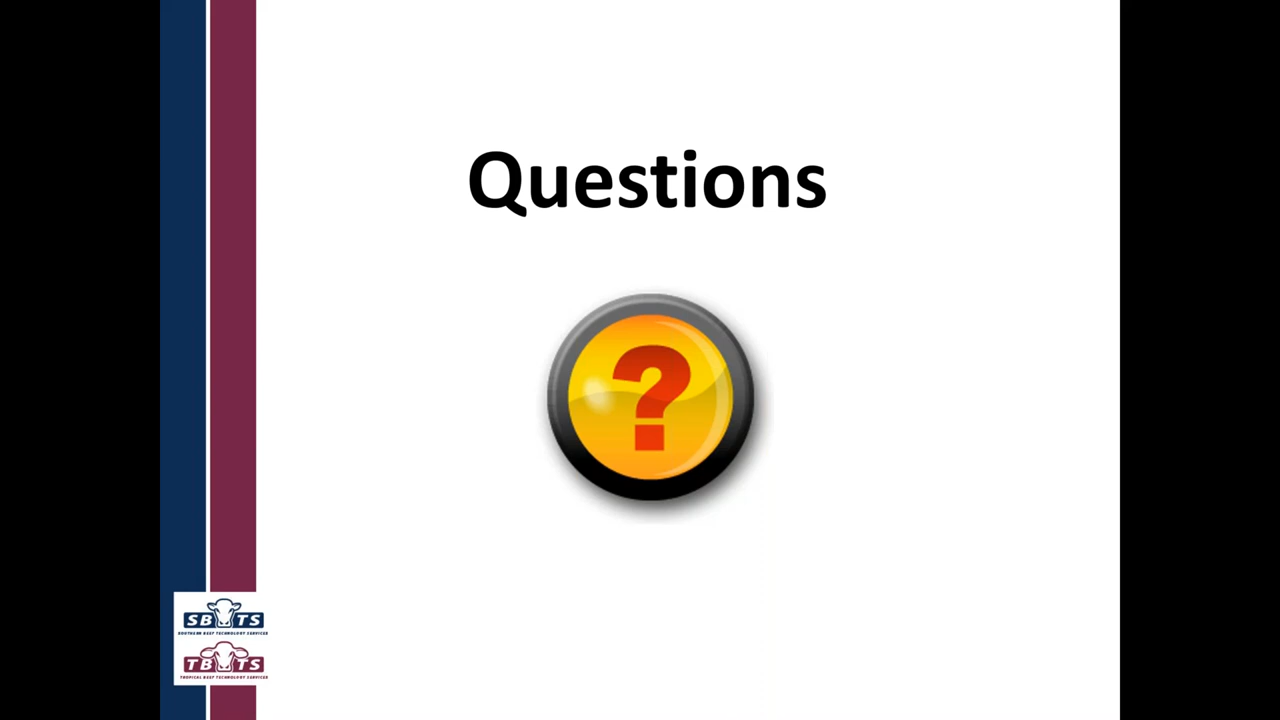 Questions
?
SBTS
SOUTHERN BEEF TECHNOLOGY SERVICES
TBTS
TROPICAL BEEF TECHNOLOGY SERVICES